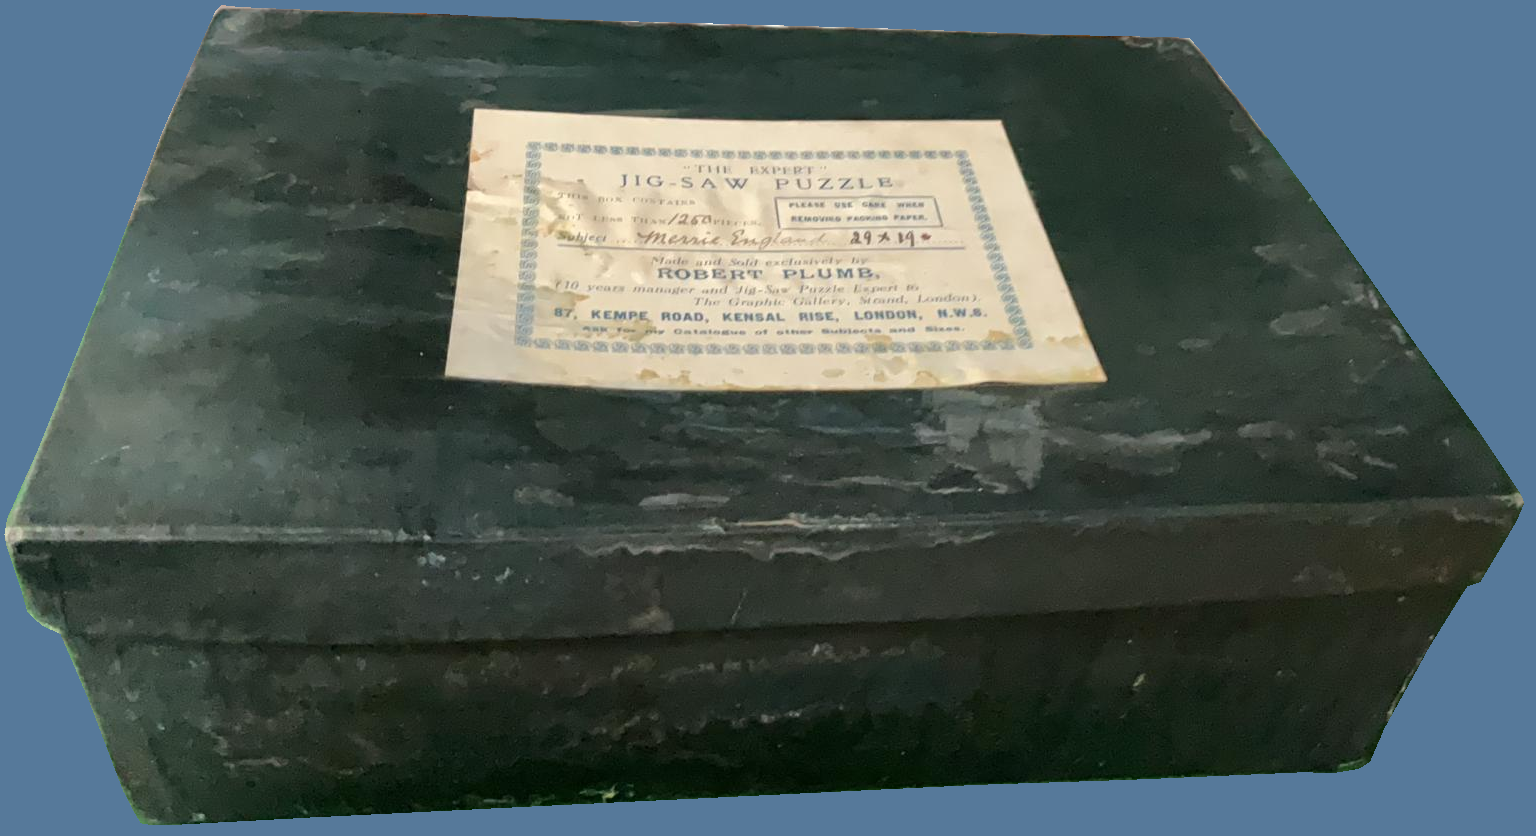 "THE EXPERT"
JIG-SAW PUZZLE
THIS BOX CONTAINS
NOT LESS THAN 1250 PIECES.
PLEASE USE CARE WHEN
REMOVING PACKING PAPER.
Subject Merrie England 29 x 19
Made and Sold exclusively by
ROBERT PLUMB,
(10 years manager and Jig-Saw Puzzle Expert to
The Graphic Gallery, Strand, London).
87, KEMPE ROAD, KENSAL RISE, LONDON, N.W.6.
Ask for my Catalogue of other Subjects and Sizes.